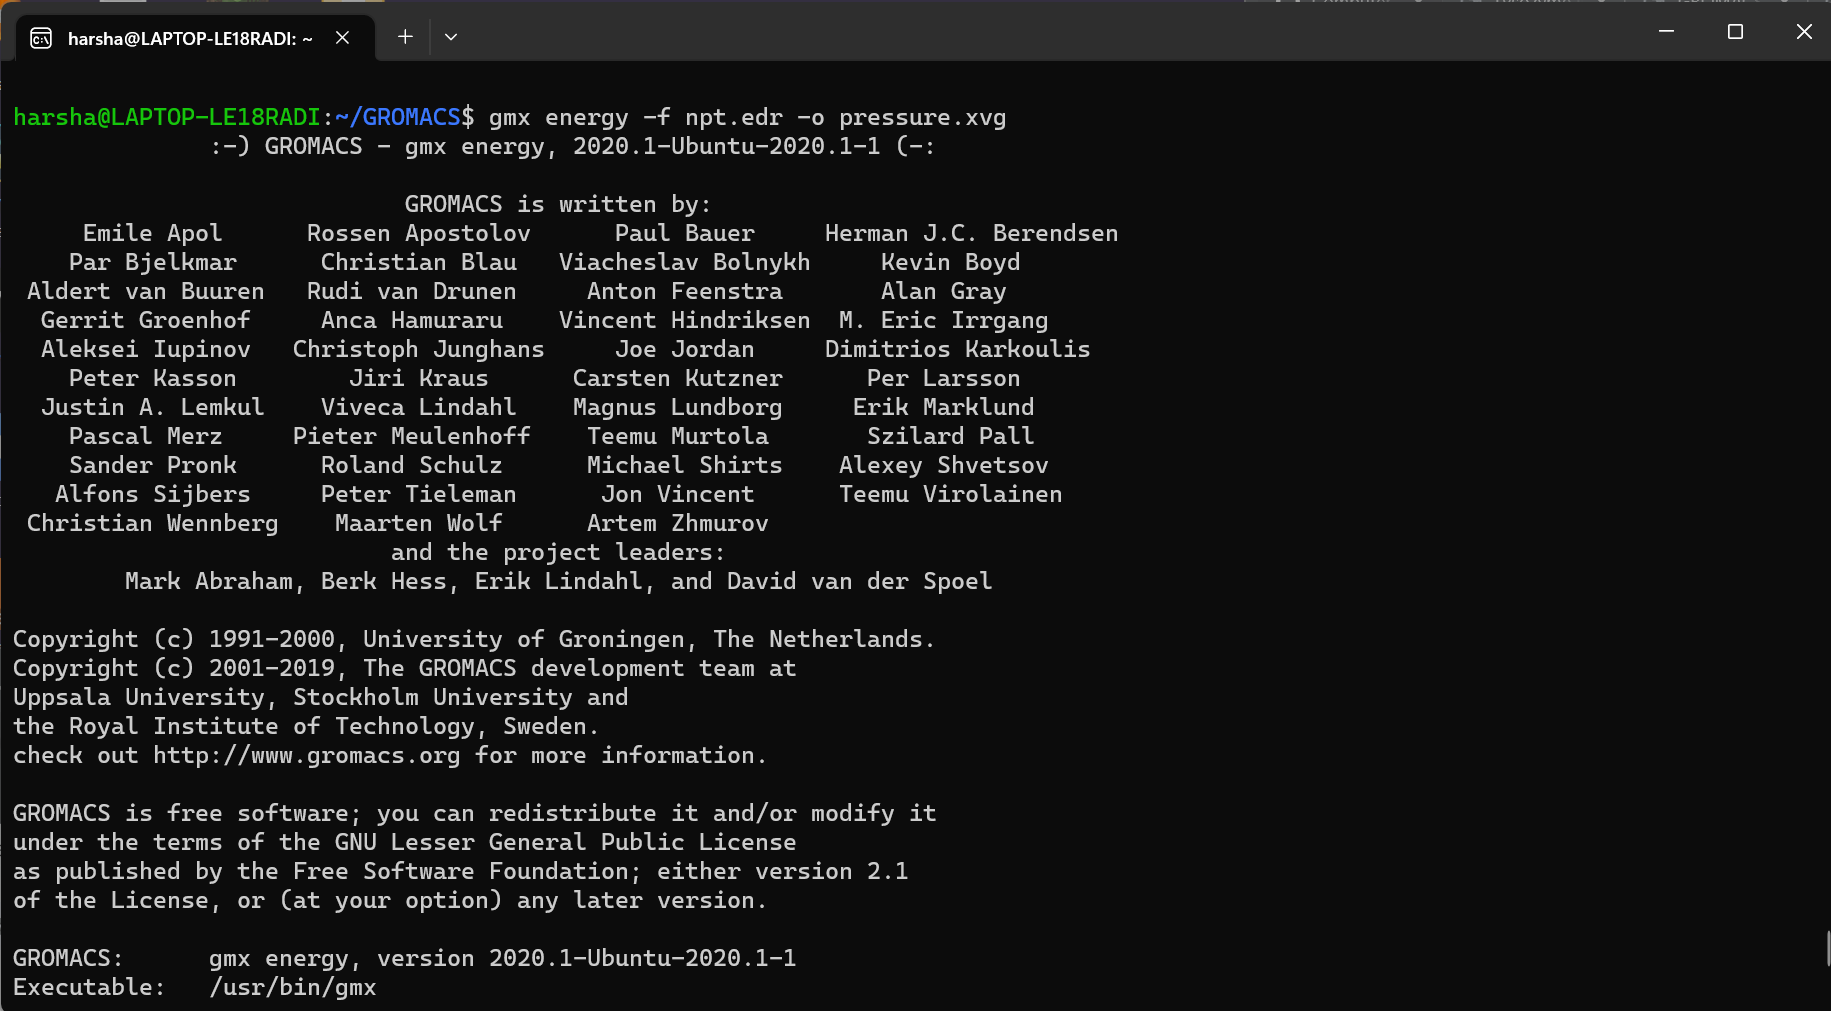 harsha@LAPTOP-LE18RADI: ~
harsha@LAPTOP-LE18RADI:~/GROMACS$ gmx energy -f npt.edr -o pressure.xvg
:-) GROMACS - gmx energy, 2020.1-Ubuntu-2020.1-1 (-:
GROMACS is written by:
Emile Apol Rossen Apostolov Paul Bauer Herman J.C. Berendsen
Par Bjelkmar Christian Blau Viacheslav Bolnykh Kevin Boyd
Aldert van Buuren Rudi van Drunen Anton Feenstra Alan Gray
Gerrit Groenhof Anca Hamuraru Vincent Hindriksen M. Eric Irrgang
Aleksei Iupinov Christoph Junghans Joe Jordan Dimitrios Karkoulis
Peter Kasson Jiri Kraus Carsten Kutzner Per Larsson
Justin A. Lemkul Viveca Lindahl Magnus Lundborg Erik Marklund
Pascal Merz Pieter Meulenhoff Teemu Murtola Szilard Pall
Sander Pronk Roland Schulz Michael Shirts Alexey Shvetsov
Alfons Sijbers Peter Tieleman Jon Vincent Teemu Virolainen
Christian Wennberg Maarten Wolf Artem Zhmurov
and the project leaders:
Mark Abraham, Berk Hess, Erik Lindahl, and David van der Spoel
Copyright (c) 1991-2000, University of Groningen, The Netherlands.
Copyright (c) 2001-2019, The GROMACS development team at
Uppsala University, Stockholm University and
the Royal Institute of Technology, Sweden.
check out http://www.gromacs.org for more information.
GROMACS is free software; you can redistribute it and/or modify it
under the terms of the GNU Lesser General Public License
as published by the Free Software Foundation; either version 2.1
of the License, or (at your option) any later version.
GROMACS: gmx energy, version 2020.1-Ubuntu-2020.1-1
Executable: /usr/bin/gmx